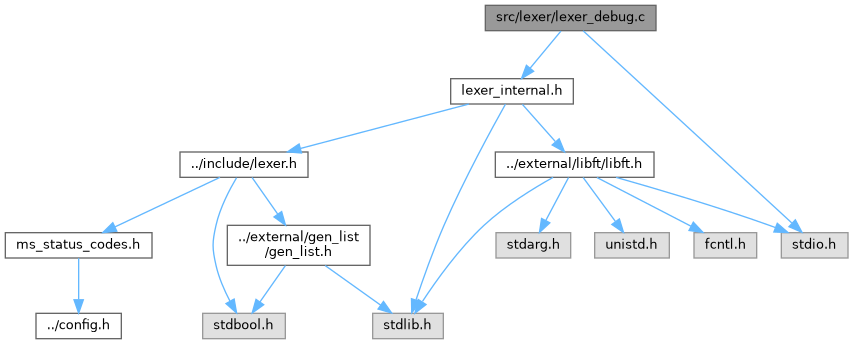 src/lexer/lexer_debug.c
lexer_internal.h
../include/lexer.h
../external/libft/libft.h
ms_status_codes.h
../external/gen_list
/gen_list.h
stdarg.h
unistd.h
fcntl.h
stdio.h
../config.h
stdbool.h
stdlib.h